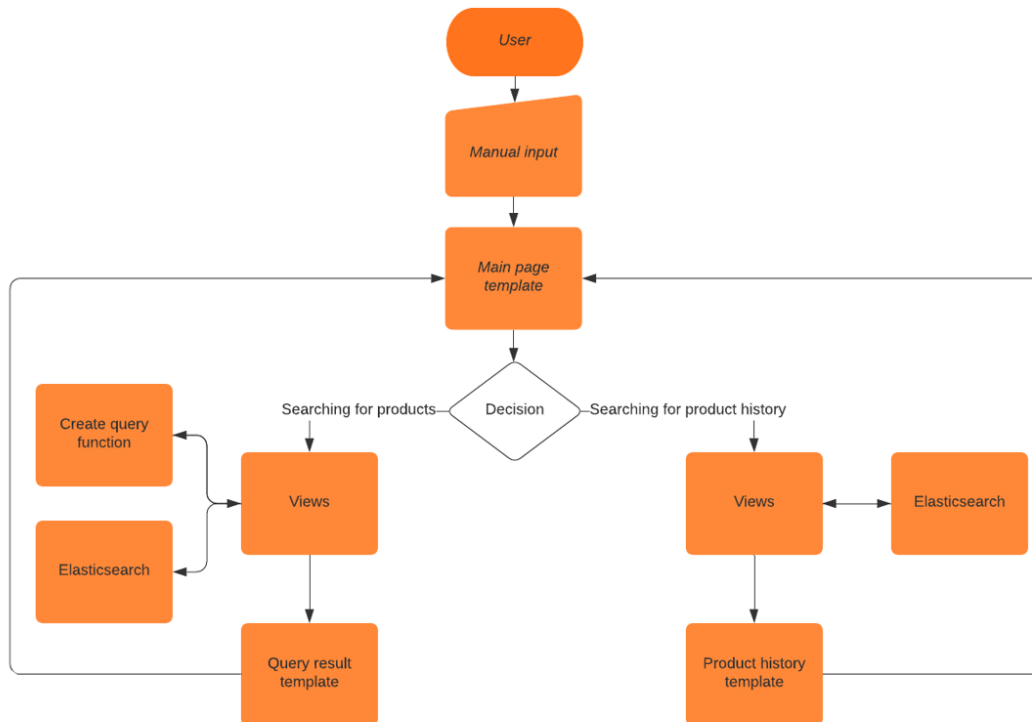 User
Manual input
Main page
template
Searching for products
Decision
Searching for product history
Create query
function
Views
Views
Elasticsearch
Elasticsearch
Query result
template
Product history
template